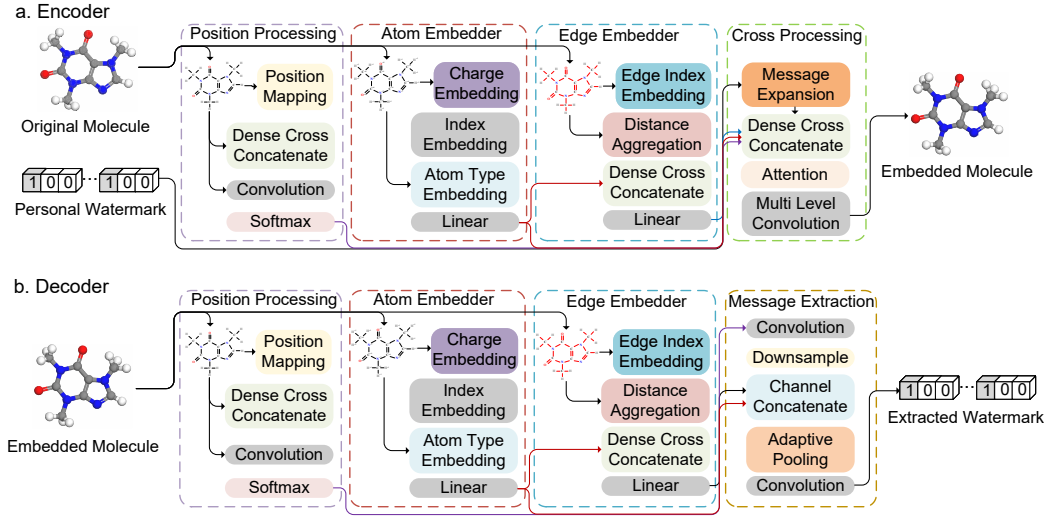 a. Encoder
Position Processing
Atom Embedder
Edge Embedder
Cross Processing
Original Molecule
Position
Mapping
Dense Cross
Concatenate
Convolution
Softmax
Charge
Embedding
Index
Embedding
Atom Type
Embedding
Linear
Edge Index
Embedding
Distance
Aggregation
Dense Cross
Concatenate
Linear
Message
Expansion
Dense Cross
Concatenate
Attention
Multi Level
Convolution
Embedded Molecule
1 0 0 ··· 1 0 0
Personal Watermark
b. Decoder
Position Processing
Atom Embedder
Edge Embedder
Message Extraction
Embedded Molecule
Position
Mapping
Dense Cross
Concatenate
Convolution
Softmax
Charge
Embedding
Index
Embedding
Atom Type
Embedding
Linear
Edge Index
Embedding
Distance
Aggregation
Dense Cross
Concatenate
Linear
Convolution
Downsample
Channel
Concatenate
Adaptive
Pooling
Convolution
1 0 0 ··· 1 0 0
Extracted Watermark